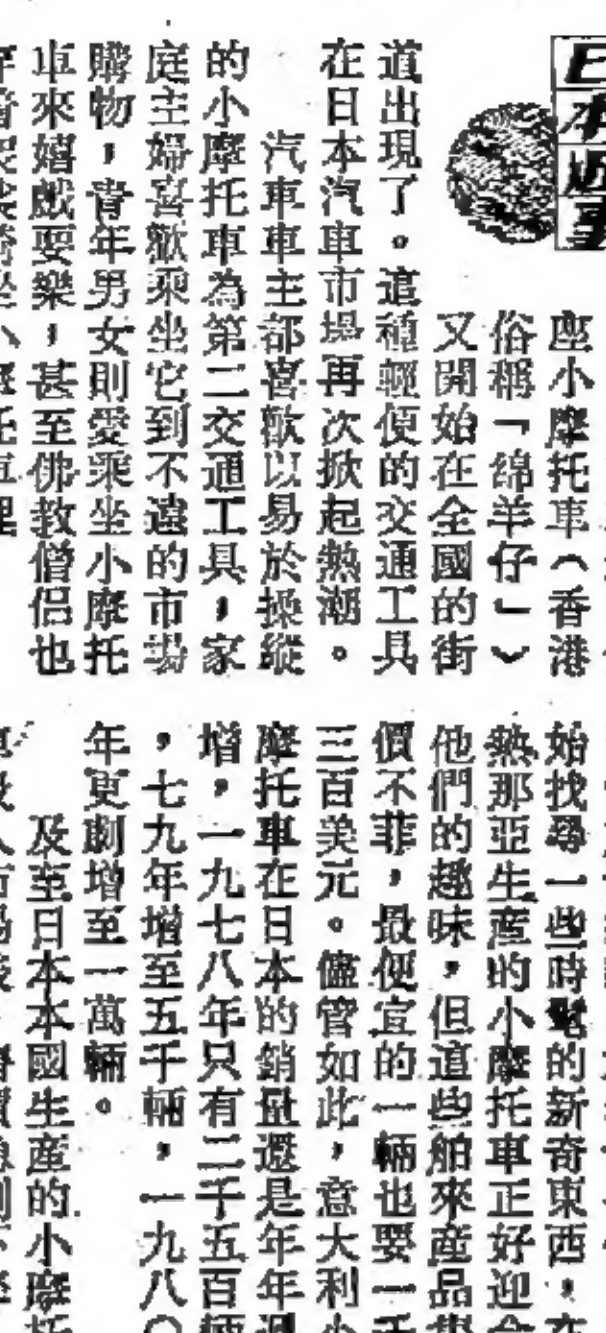 日本近事
座小摩托車︵香港
俗稱「绵羊仔」︶
又開始在全國的街
道出現了。這種輕便的交通工具
在日本汽車市場再次掀起熱潮。
汽車車主都喜歡以易於操縱
的小摩托車為第二交通工具，家
庭主婦喜歡乘坐它到不遠的市場
購物，青年男女則愛乘坐小摩托
車來嬉戲耍樂，甚至佛教僧侣也
始找尋一些時髦的新奇東西，在
熱那亚生産的小摩托車正好迎合
他們的趣味，但這些舶來産品
價不菲，最便宜的一輛也要一千
三百美元。儘管如此，意大利小
摩托車在日本的銷量還是年年遞
增，一九七八年只有二千五百輛
，七九年增至五千輛，一九八〇
年更劇增至一萬輛。
及至日本本國生産的小摩托